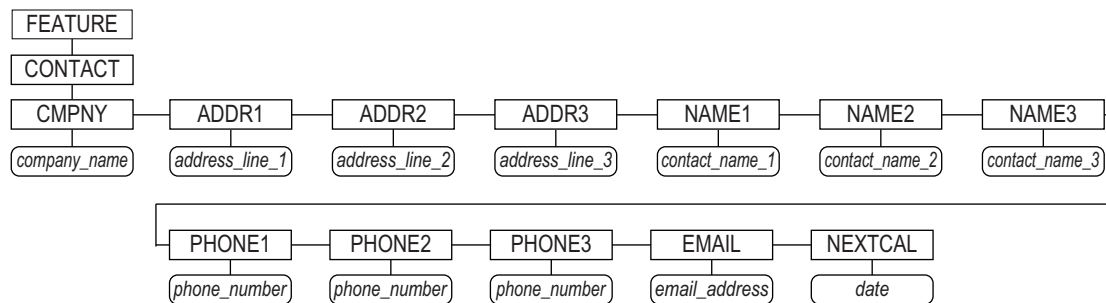 FEATURE
CONTACT
CMPNY ADDR1 ADDR2 ADDR3 NAME1 NAME2 NAME3
company_name address_line_1 address_line_2 address_line_3 contact_name_1 contact_name_2 contact_name_3
PHONE1 PHONE2 PHONE3 EMAIL NEXTCAL
phone_number phone_number phone_number email_address date